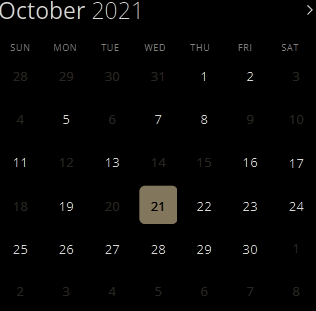 October 2021
SUN MON TUE WED THU FRI SAT
28 29 30 31 1 2 3
4 5 6 7 8 9 10
11 12 13 14 15 16 17
18 19 20 21 22 23 24
25 26 27 28 29 30 1
2 3 4 5 6 7 8